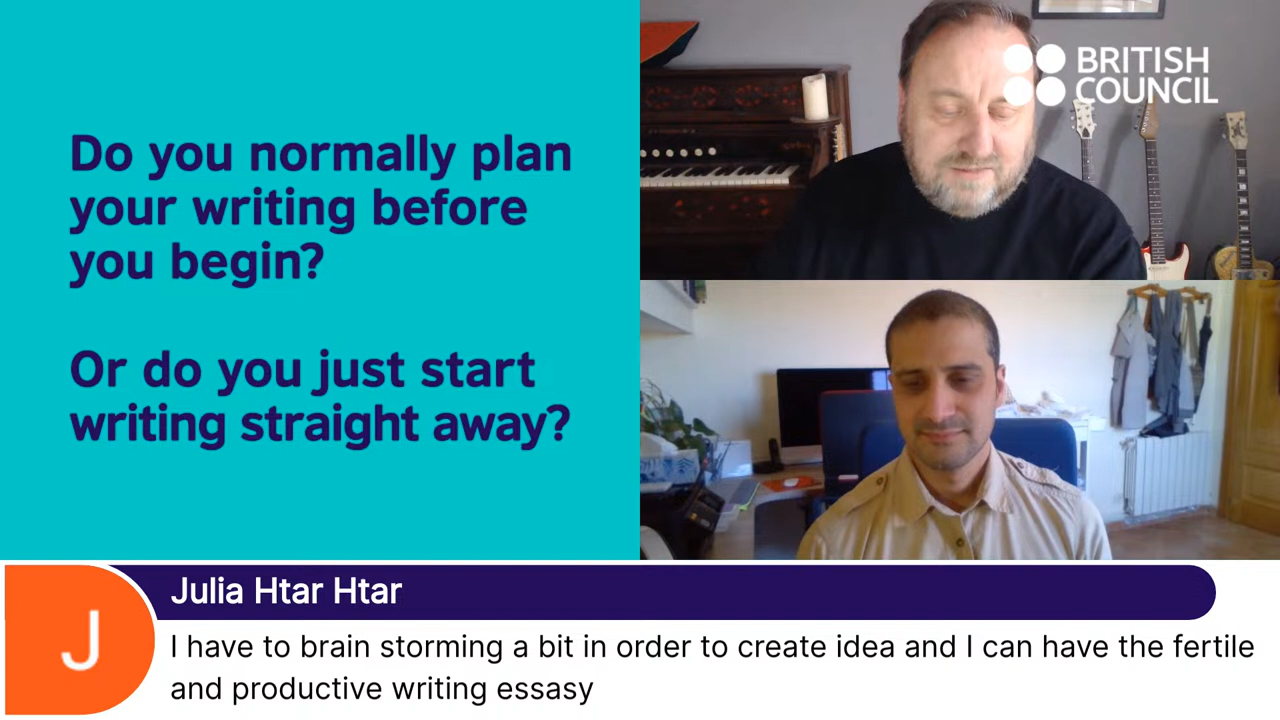 Do you normally plan
your writing before
you begin?
Or do you just start
writing straight away?
BRITISH
COUNCIL
Julia Htar Htar
J
I have to brain storming a bit in order to create idea and I can have the fertile
and productive writing essasy